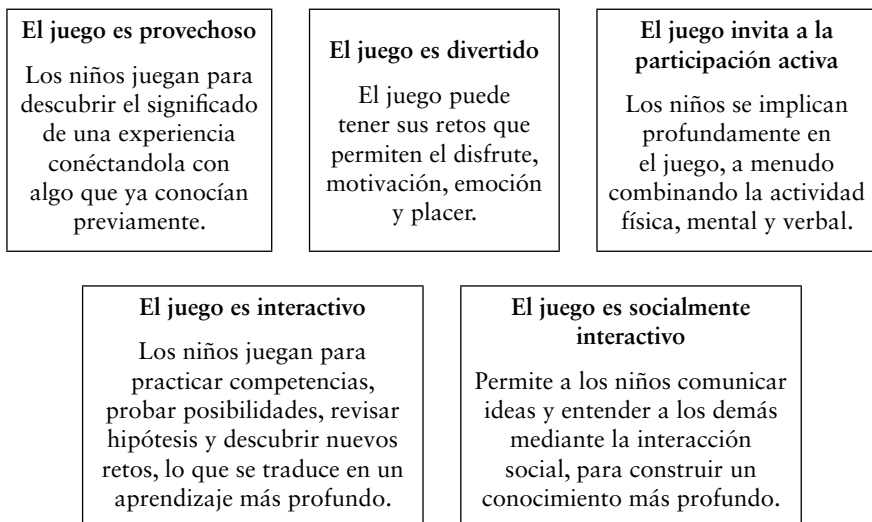 El juego es provechoso
Los niños juegan para
descubrir el significado
de una experiencia
conéctandola con
algo que ya conocían
previamente.
El juego es divertido
El juego puede
tener sus retos que
permiten el disfrute,
motivación, emoción
y placer.
El juego invita a la
participación activa
Los niños se implican
profundamente en
el juego, a menudo
combinando la actividad
física, mental y verbal.
El juego es interactivo
Los niños juegan para
practicar competencias,
probar posibilidades, revisar
hipótesis y descubrir nuevos
retos, lo que se traduce en un
aprendizaje más profundo.
El juego es socialmente
interactivo
Permite a los niños comunicar
ideas y entender a los demás
mediante la interacción
social, para construir un
conocimiento más profundo.